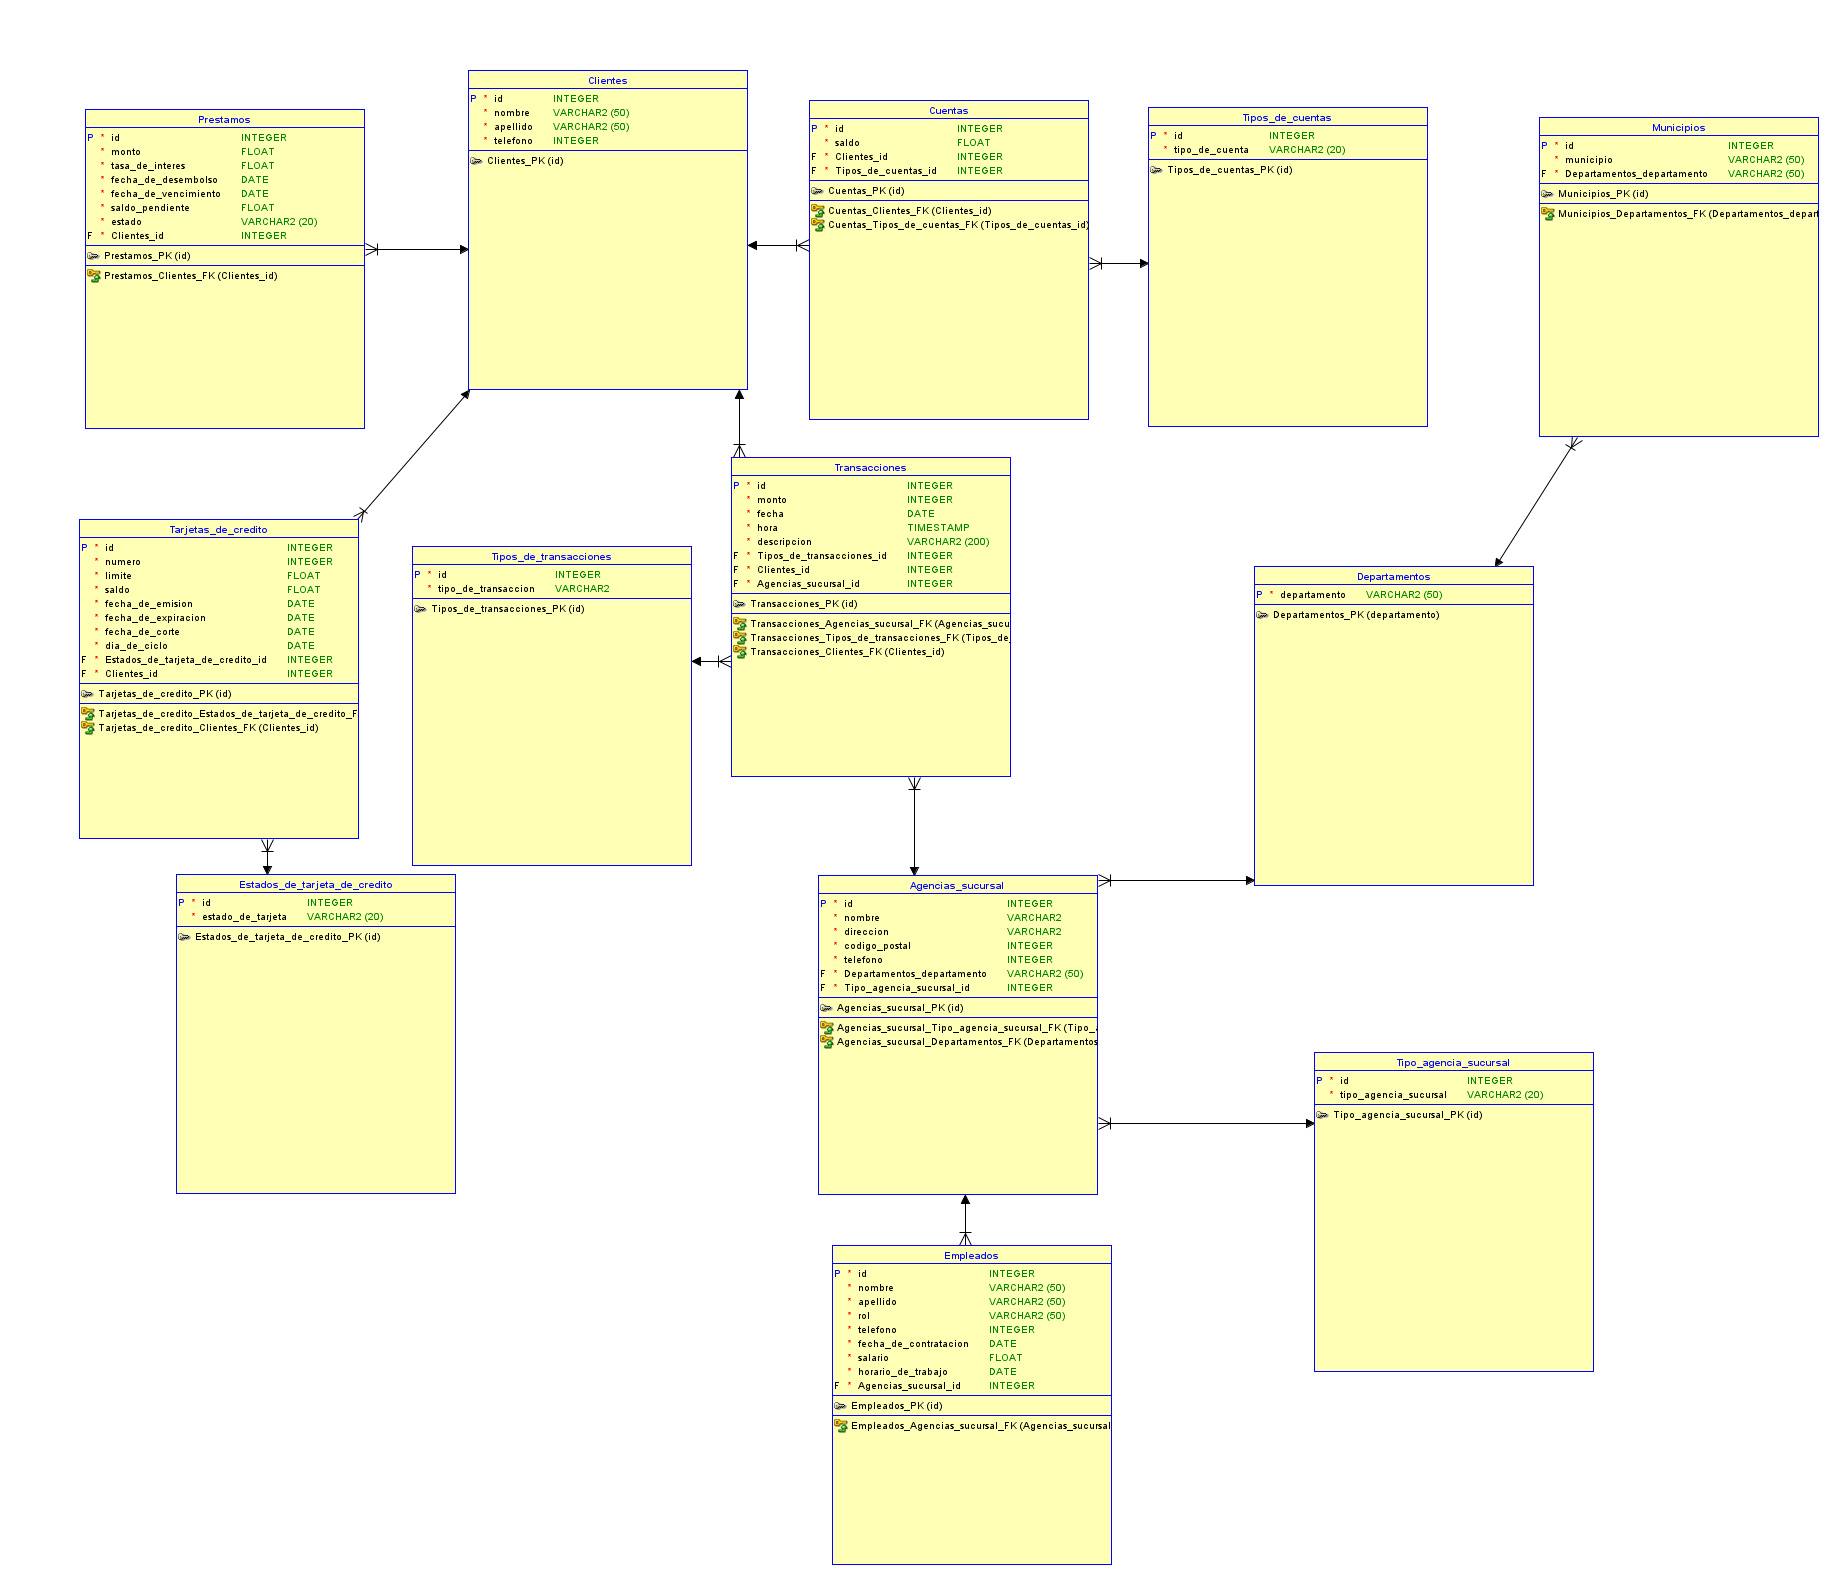 Clientes
P * id INTEGER
* nombre VARCHAR2 (50)
* apellido VARCHAR2 (50)
* telefono INTEGER
Clientes_PK (id)
Prestamos
P * id INTEGER
* monto FLOAT
* tasa_de_interes FLOAT
* fecha_de_desembolso DATE
* fecha_de_vencimiento DATE
* saldo_pendiente FLOAT
* estado VARCHAR2 (20)
F * Clientes_id INTEGER
Prestamos_PK (id)
Prestamos_Clientes_FK (Clientes_id)
Cuentas
P * id INTEGER
* saldo FLOAT
F * Clientes_id INTEGER
F * Tipos_de_cuentas_id INTEGER
Cuentas_PK (id)
Cuentas_Clientes_FK (Clientes_id)
Cuentas_Tipos_de_cuentas_FK (Tipos_de_cuentas_id)
Tipos_de_cuentas
P * id INTEGER
* tipo_de_cuenta VARCHAR2 (20)
Tipos_de_cuentas_PK (id)
Municipios
P * id INTEGER
* municipio VARCHAR2 (50)
F * Departamentos_departamento VARCHAR2 (50)
Municipios_PK (id)
Municipios_Departamentos_FK (Departamentos_depart
Transacciones
P * id INTEGER
* monto INTEGER
* fecha DATE
* hora TIMESTAMP
* descripcion VARCHAR2 (200)
F * Tipos_de_transacciones_id INTEGER
F * Clientes_id INTEGER
F * Agencias_sucursal_id INTEGER
Transacciones_PK (id)
Transacciones_Agencias_sucursal_FK (Agencias_sucu
Transacciones_Tipos_de_transacciones_FK (Tipos_de_
Transacciones_Clientes_FK (Clientes_id)
Tarjetas_de_credito
P * id INTEGER
* numero INTEGER
* limite FLOAT
* saldo FLOAT
* fecha_de_emision DATE
* fecha_de_expiracion DATE
* fecha_de_corte DATE
* dia_de_ciclo DATE
F * Estados_de_tarjeta_de_credito_id INTEGER
F * Clientes_id INTEGER
Tarjetas_de_credito_PK (id)
Tarjetas_de_credito_Estados_de_tarjeta_de_credito_F
Tarjetas_de_credito_Clientes_FK (Clientes_id)
Tipos_de_transacciones
P * id INTEGER
* tipo_de_transaccion VARCHAR2
Tipos_de_transacciones_PK (id)
Departamentos
P * departamento VARCHAR2 (50)
Departamentos_PK (departamento)
Estados_de_tarjeta_de_credito
P * id INTEGER
* estado_de_tarjeta VARCHAR2 (20)
Estados_de_tarjeta_de_credito_PK (id)
Agencias_sucursal
P * id INTEGER
* nombre VARCHAR2
* direccion VARCHAR2
* codigo_postal INTEGER
* telefono INTEGER
F * Departamentos_departamento VARCHAR2 (50)
F * Tipo_agencia_sucursal_id INTEGER
Agencias_sucursal_PK (id)
Agencias_sucursal_Tipo_agencia_sucursal_FK (Tipo_a
Agencias_sucursal_Departamentos_FK (Departamentos
Tipo_agencia_sucursal
P * id INTEGER
* tipo_agencia_sucursal VARCHAR2 (20)
Tipo_agencia_sucursal_PK (id)
Empleados
P * id INTEGER
* nombre VARCHAR2 (50)
* apellido VARCHAR2 (50)
* rol VARCHAR2 (50)
* telefono INTEGER
* fecha_de_contratacion DATE
* salario FLOAT
* horario_de_trabajo DATE
F * Agencias_sucursal_id INTEGER
Empleados_PK (id)
Empleados_Agencias_sucursal_FK (Agencias_sucursal